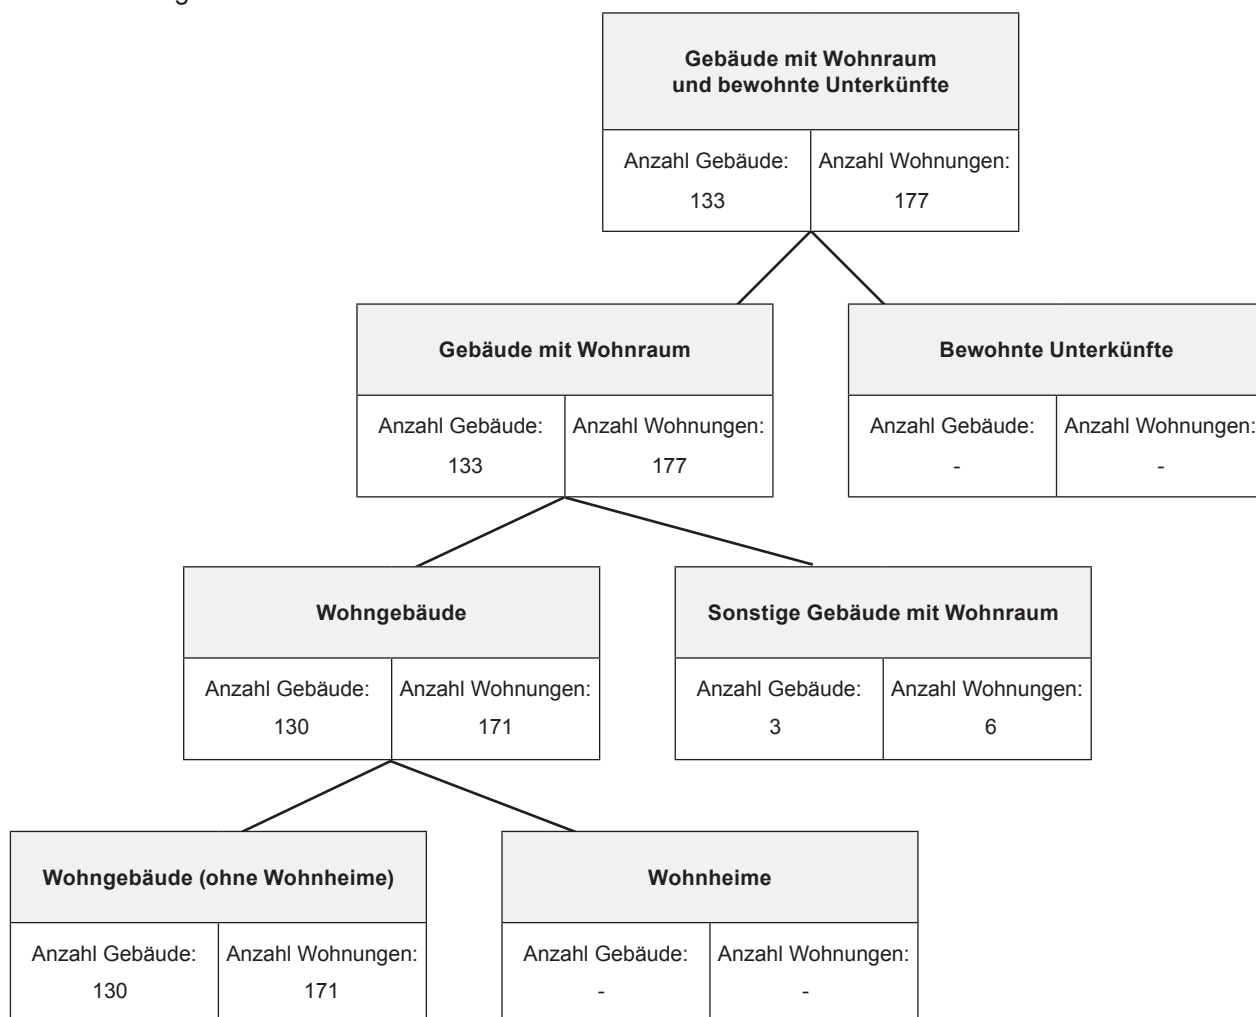 Gebäude mit Wohnraum
und bewohnte Unterkünfte
Anzahl Gebäude: Anzahl Wohnungen:
133 177
Gebäude mit Wohnraum Bewohnte Unterkünfte
Anzahl Gebäude: Anzahl Wohnungen: Anzahl Gebäude: Anzahl Wohnungen:
133 177 - -
Wohngebäude Sonstige Gebäude mit Wohnraum
Anzahl Gebäude: Anzahl Wohnungen: Anzahl Gebäude: Anzahl Wohnungen:
130 171 3 6
Wohngebäude (ohne Wohnheime) Wohnheime
Anzahl Gebäude: Anzahl Wohnungen: Anzahl Gebäude: Anzahl Wohnungen:
130 171 - -